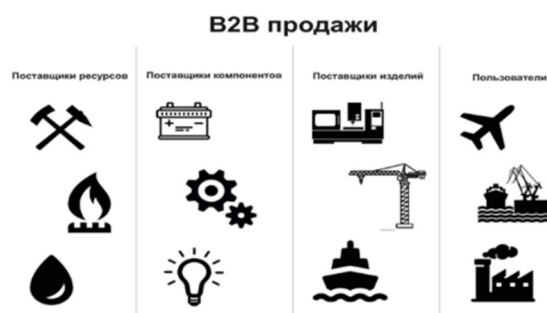 B2B продажи
Поставщики ресурсов
Поставщики компонентов
Поставщики изделий
Пользователи